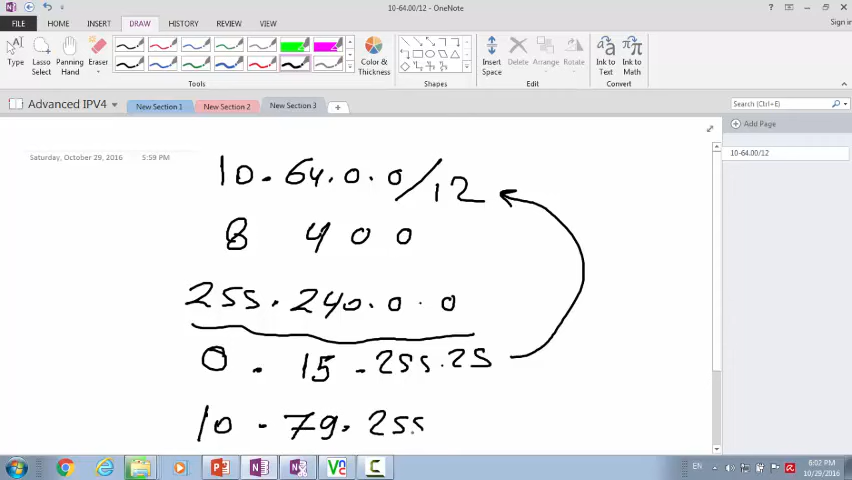 10-64.00/12 - OneNote
FILE HOME INSERT DRAW HISTORY REVIEW VIEW
Sign in
Type Lasso Select Panning Hand Eraser Color & Thickness Insert Space Delete Arrange Rotate Ink to Text Ink to Math
Tools Shapes Edit Convert
Advanced IPV4 New Section 1 New Section 2 New Section 3 Search (Ctrl+E)
Add Page
10-64.00/12
Saturday, October 29, 2016 5:59 PM
10.64.0.0/12
8 4 0 0
255.240.0.0
0.15.255.25
10.79.255
EN 6:02 PM
10/29/2016